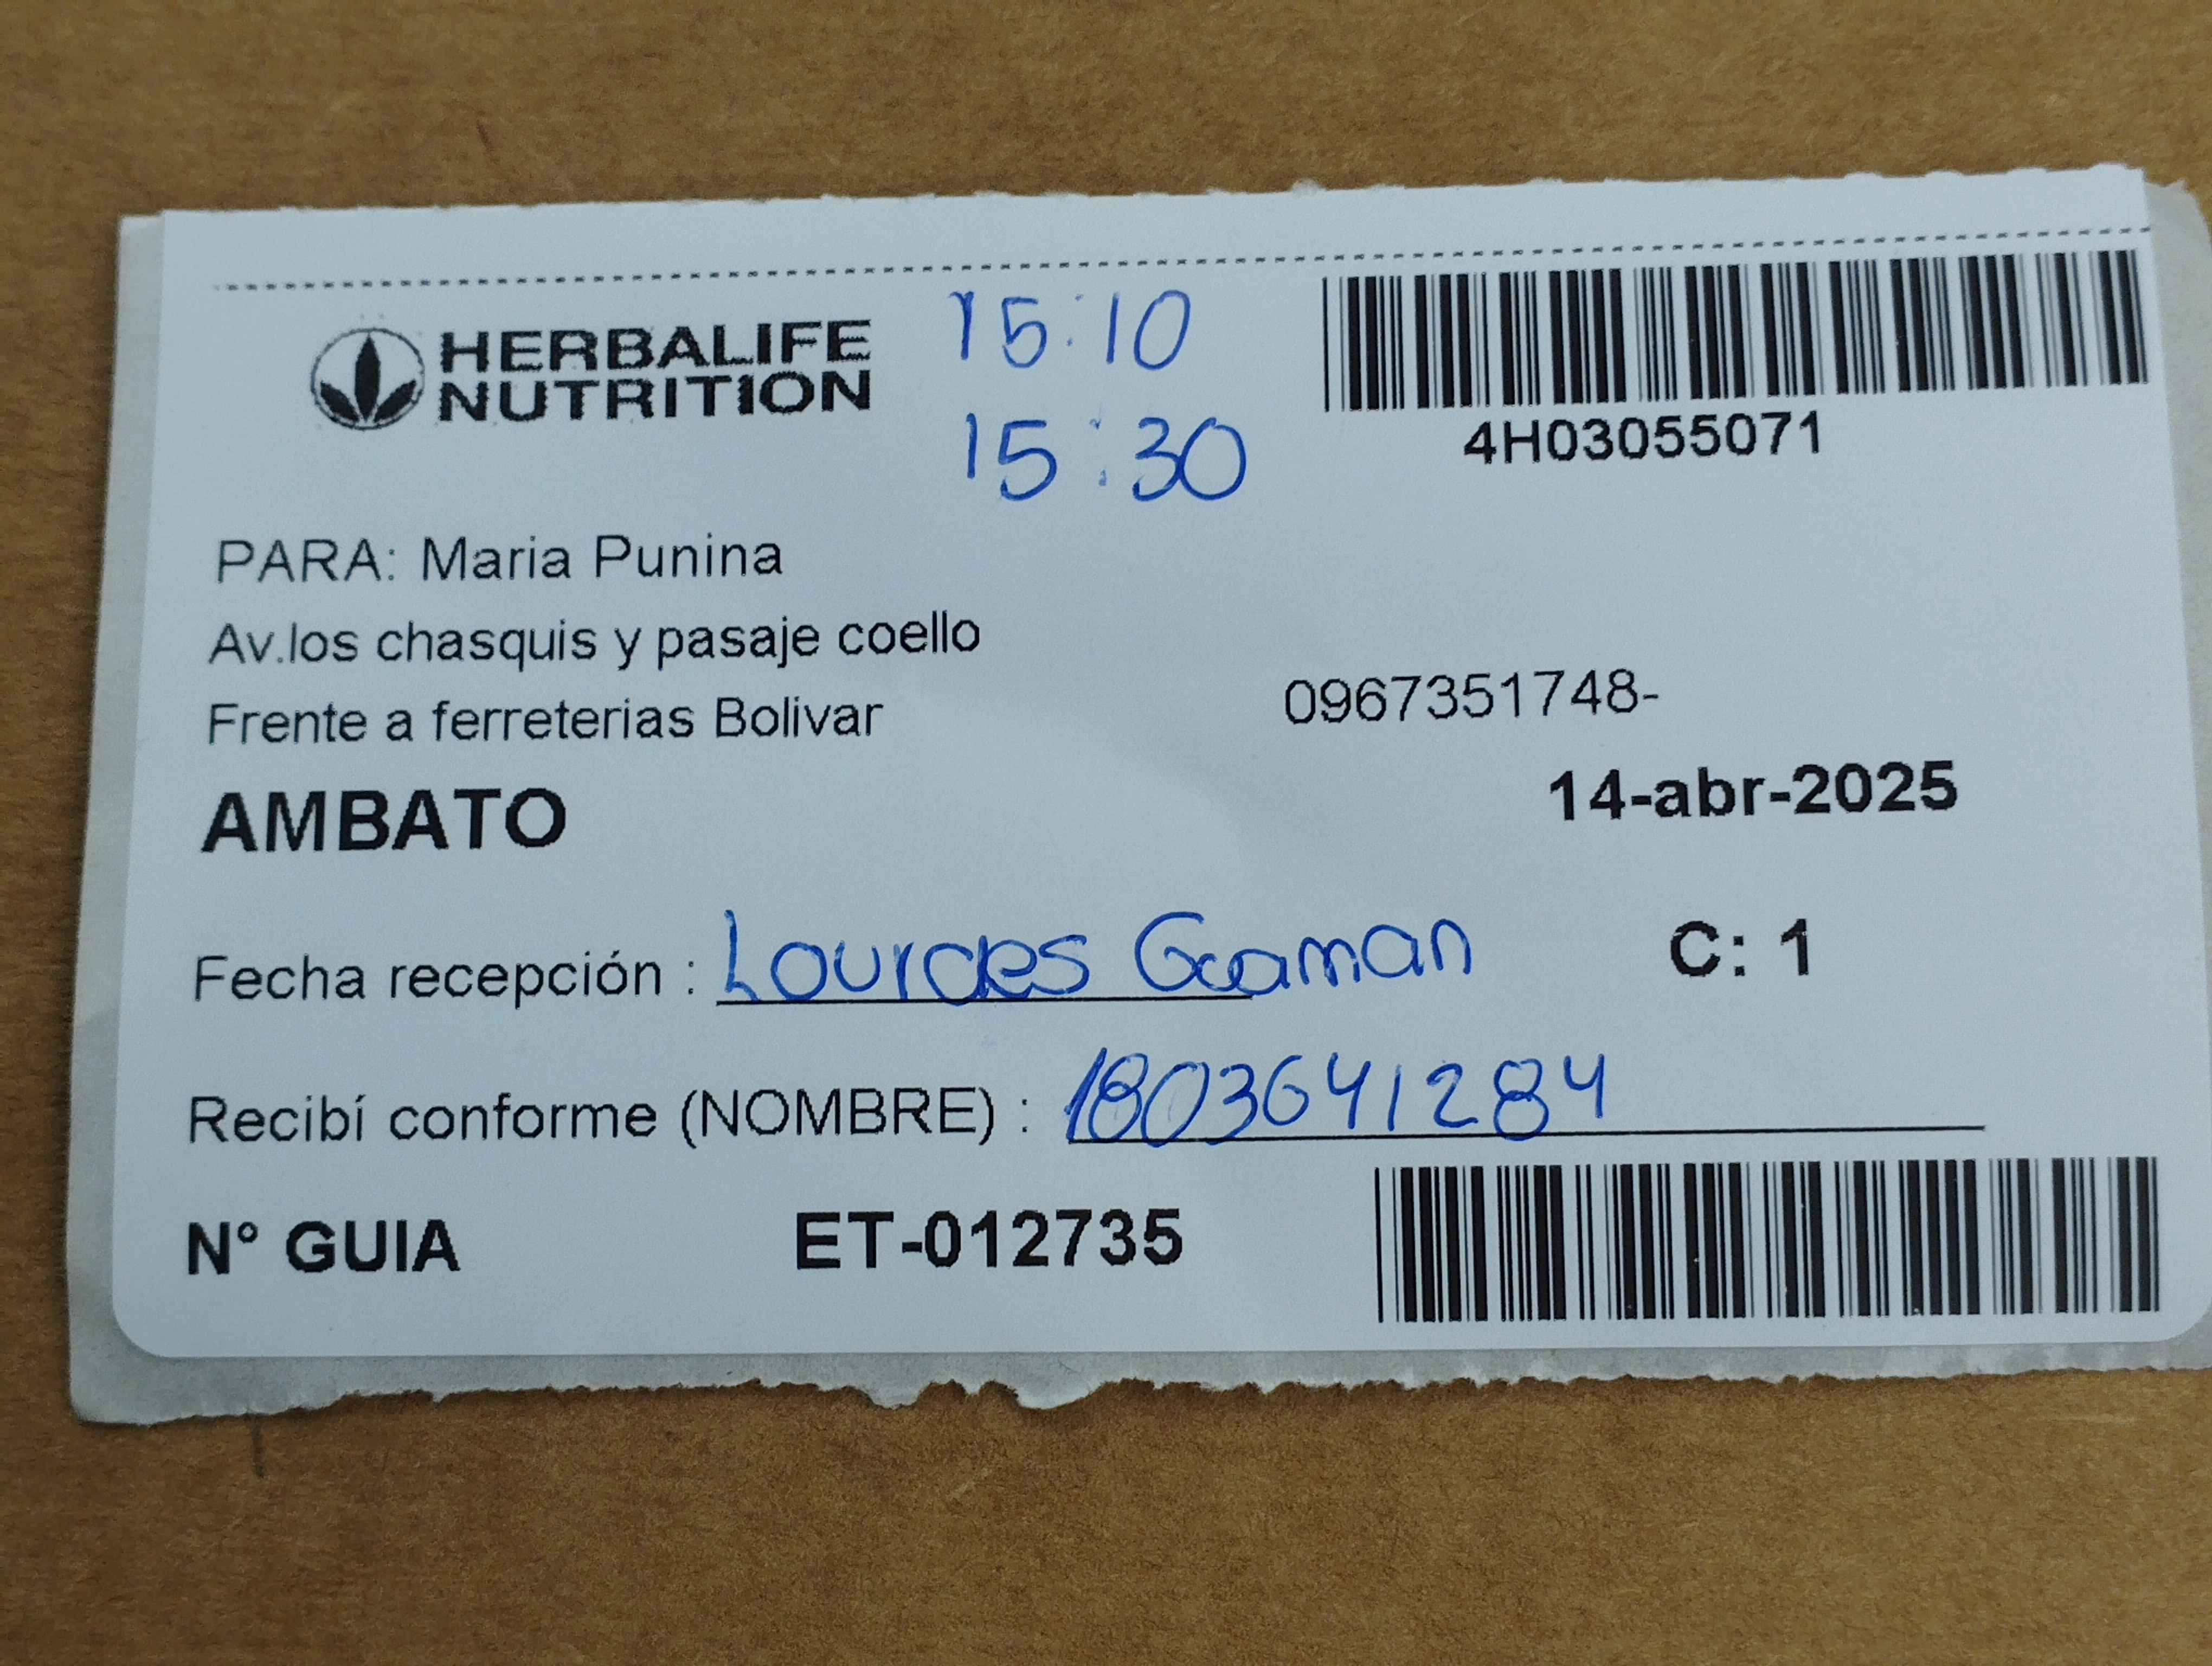 HERBALIFE
NUTRITION
15:10
15:30
4H03055071
PARA: Maria Punina
Av.los chasquis y pasaje coello
Frente a ferreterias Bolivar
0967351748-
AMBATO
14-abr-2025
Fecha recepción : Lourdes Guaman
C: 1
Recibí conforme (NOMBRE) : 1803641284
N° GUIA ET-012735